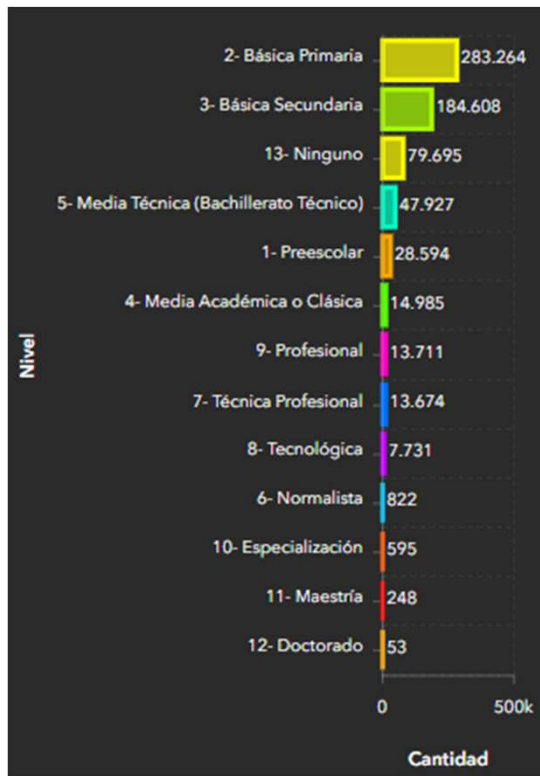 2- Básica Primaria 283.264
3- Básica Secundaria 184.608
13- Ninguno 79.695
5- Media Técnica (Bachillerato Técnico) 47.927
1- Preescolar 28.594
4- Media Académica o Clásica 14.985
9- Profesional 13.711
7- Técnica Profesional 13.674
8- Tecnológica 7.731
6- Normalista 822
10- Especialización 595
11- Maestría 248
12- Doctorado 53
Nivel
0 500k
Cantidad